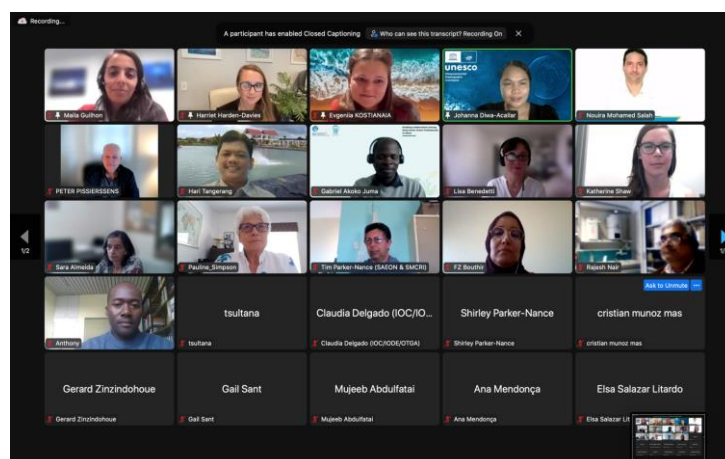 Recording...
A participant has enabled Closed Captioning
Who can see this transcript? Recording On
unesco
Maila Guilhon
Harriet Harden-Davies
Evgeniia KOSTIANAIA
Johanna Diwa-Acallar
Nouira Mohamed Salah
PETER PISSIERSSENS
Hari Tangerang
Gabriel Akoko Juma
Lisa Benedetti
Katherine Shaw
1/2
Sara Almeida
Pauline_Simpson
Tim Parker-Nance (SAEON & SMCRI)
FZ Bouthir
Rajesh Nair
Ask to Unmute
Anthony
tsultana
tsultana
Claudia Delgado (IOC/IO...
Claudia Delgado (IOC/IODE/OTGA)
Shirley Parker-Nance
Shirley Parker-Nance
cristian munoz mas
cristian munoz mas
Gerard Zinzindohoue
Gerard Zinzindohoue
Gail Sant
Gail Sant
Mujeeb Abdulfatai
Mujeeb Abdulfatai
Ana Mendonça
Ana Mendonça
Elsa Salazar Litardo
Elsa Salazar Lit